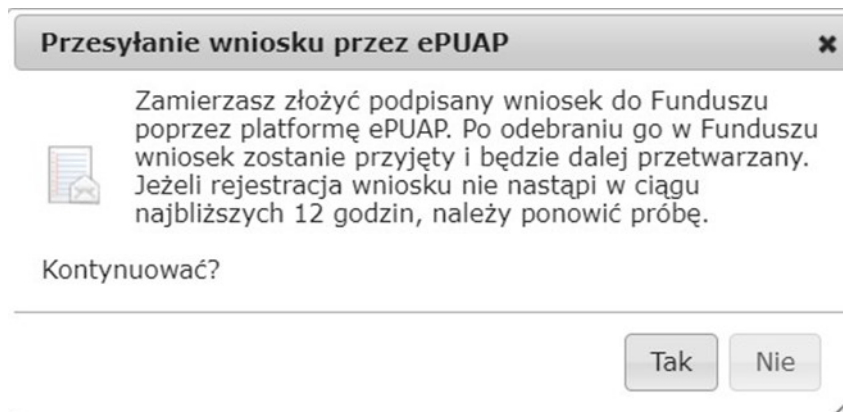 Przesyłanie wniosku przez ePUAP
Zamierzasz złożyć podpisany wniosek do Funduszu
poprzez platformę ePUAP. Po odebraniu go w Funduszu
wniosek zostanie przyjęty i będzie dalej przetwarzany.
Jeżeli rejestracja wniosku nie nastąpi w ciągu
najbliższych 12 godzin, należy ponowić próbę.
Kontynuować?
Tak Nie